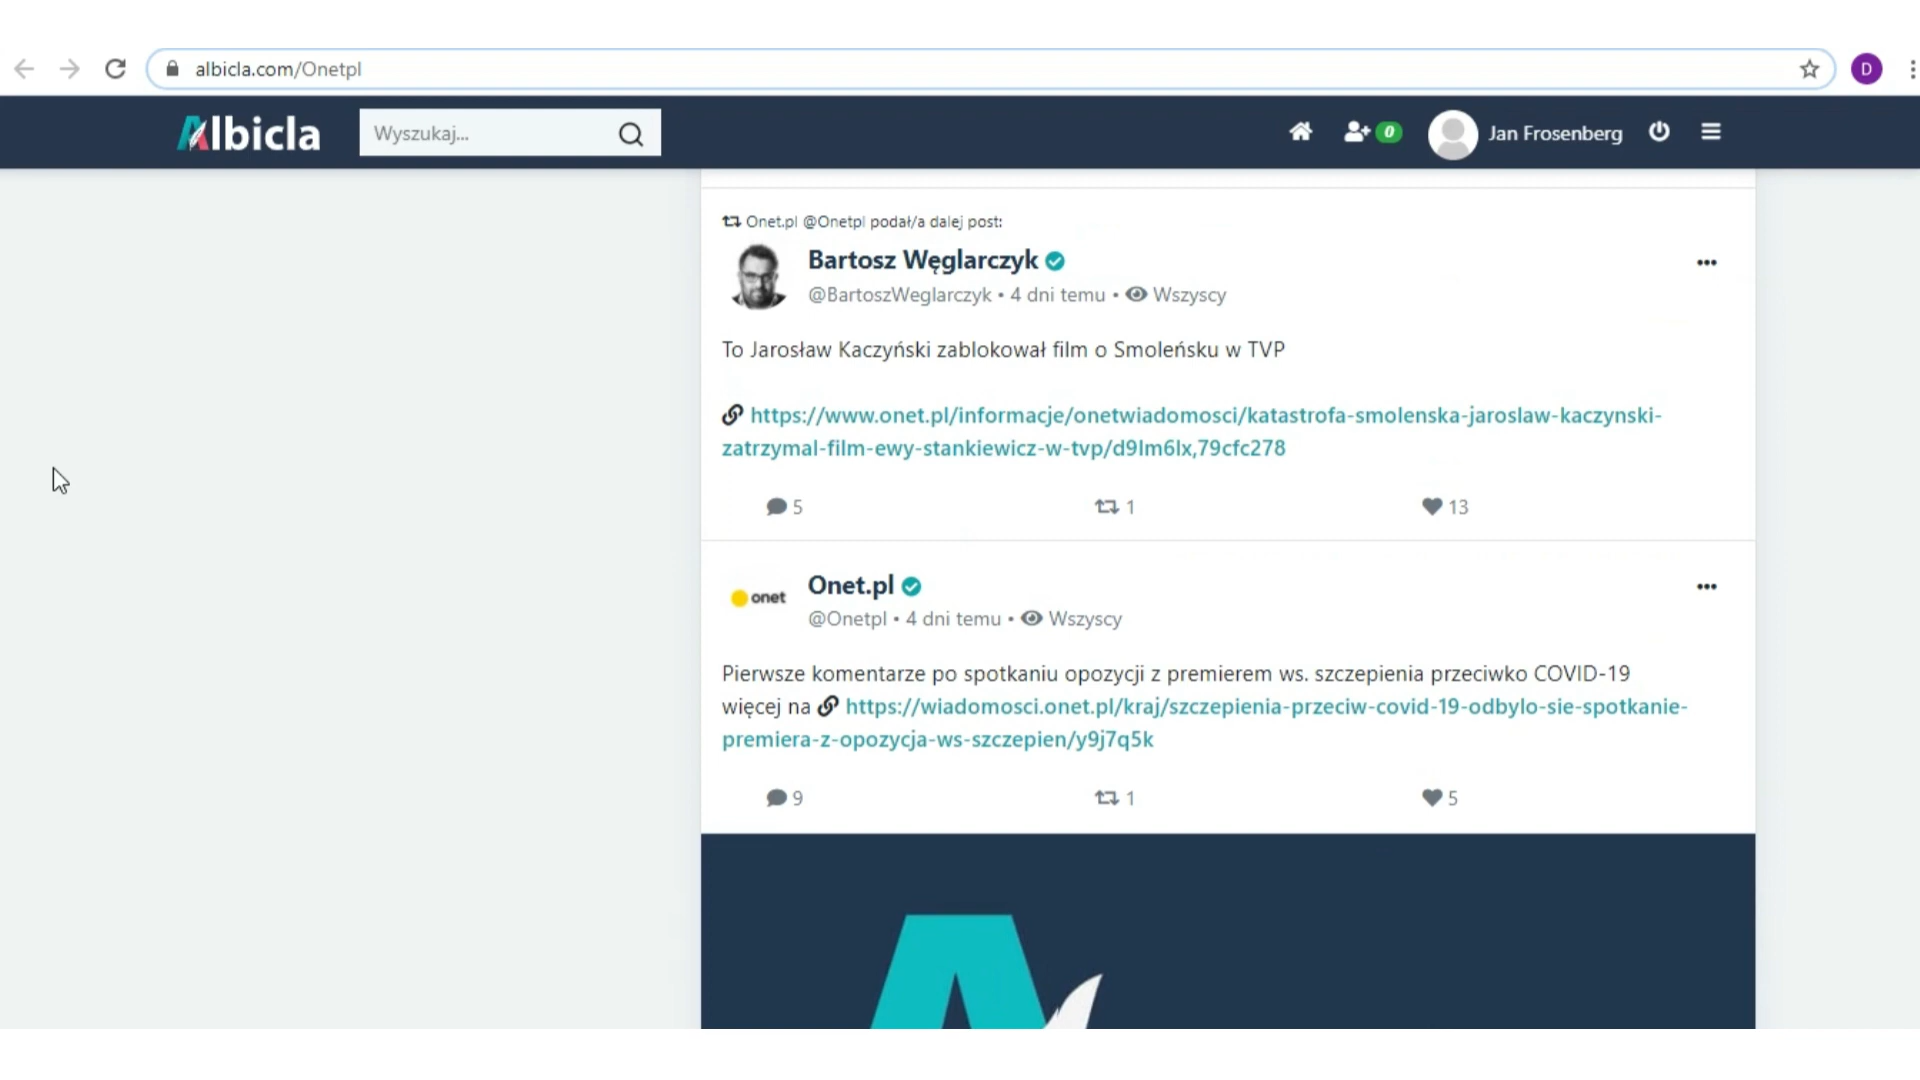 albicla.com/Onetpl
D
Albicla
Wyszukaj...
0
Jan Frosenberg
Onet.pl @Onetpl podał/a dalej post:
Bartosz Węglarczyk
@BartoszWeglarczyk • 4 dni temu • Wszyscy
To Jarosław Kaczyński zablokował film o Smoleńsku w TVP
https://www.onet.pl/informacje/onetwiadomosci/katastrofa-smolenska-jaroslaw-kaczynski-
zatrzymal-film-ewy-stankiewicz-w-tvp/d9lm6lx,79cfc278
5 1 13
onet
Onet.pl
@Onetpl • 4 dni temu • Wszyscy
Pierwsze komentarze po spotkaniu opozycji z premierem ws. szczepienia przeciwko COVID-19
więcej na https://wiadomosci.onet.pl/kraj/szczepienia-przeciw-covid-19-odbylo-sie-spotkanie-
premiera-z-opozycja-ws-szczepien/y9j7q5k
9 1 5